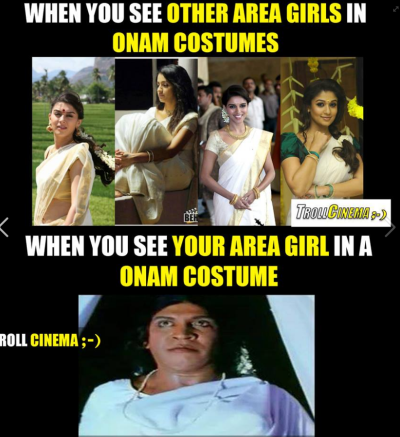 WHEN YOU SEE OTHER AREA GIRLS IN
ONAM COSTUMES
TROLLCINEMA ;-)
WHEN YOU SEE YOUR AREA GIRL IN A
ONAM COSTUME
ROLL CINEMA ;-)